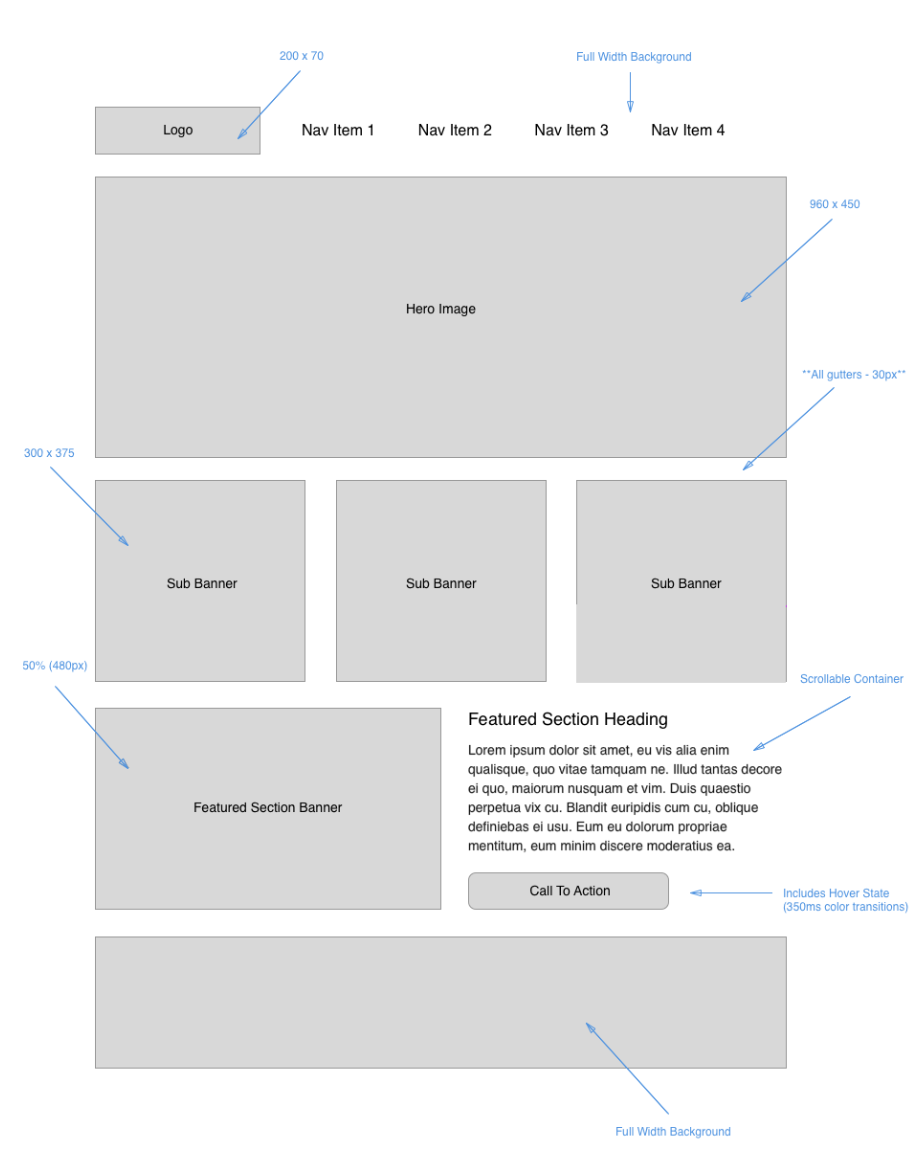 200 x 70
Full Width Background
Logo
Nav Item 1
Nav Item 2
Nav Item 3
Nav Item 4
960 x 450
Hero Image
**All gutters - 30px**
300 x 375
Sub Banner
Sub Banner
Sub Banner
50% (480px)
Scrollable Container
Featured Section Banner
Featured Section Heading
Lorem ipsum dolor sit amet, eu vis alia enim
qualisque, quo vitae tamquam ne. Illud tantas decore
ei quo, maiorum nusquam et vim. Duis quaestio
perpetua vix cu. Blandit euripidis cum cu, oblique
definiebas ei usu. Eum eu dolorum propriae
mentitum, eum minim discere moderatius ea.
Call To Action
Includes Hover State
(350ms color transitions)
Full Width Background